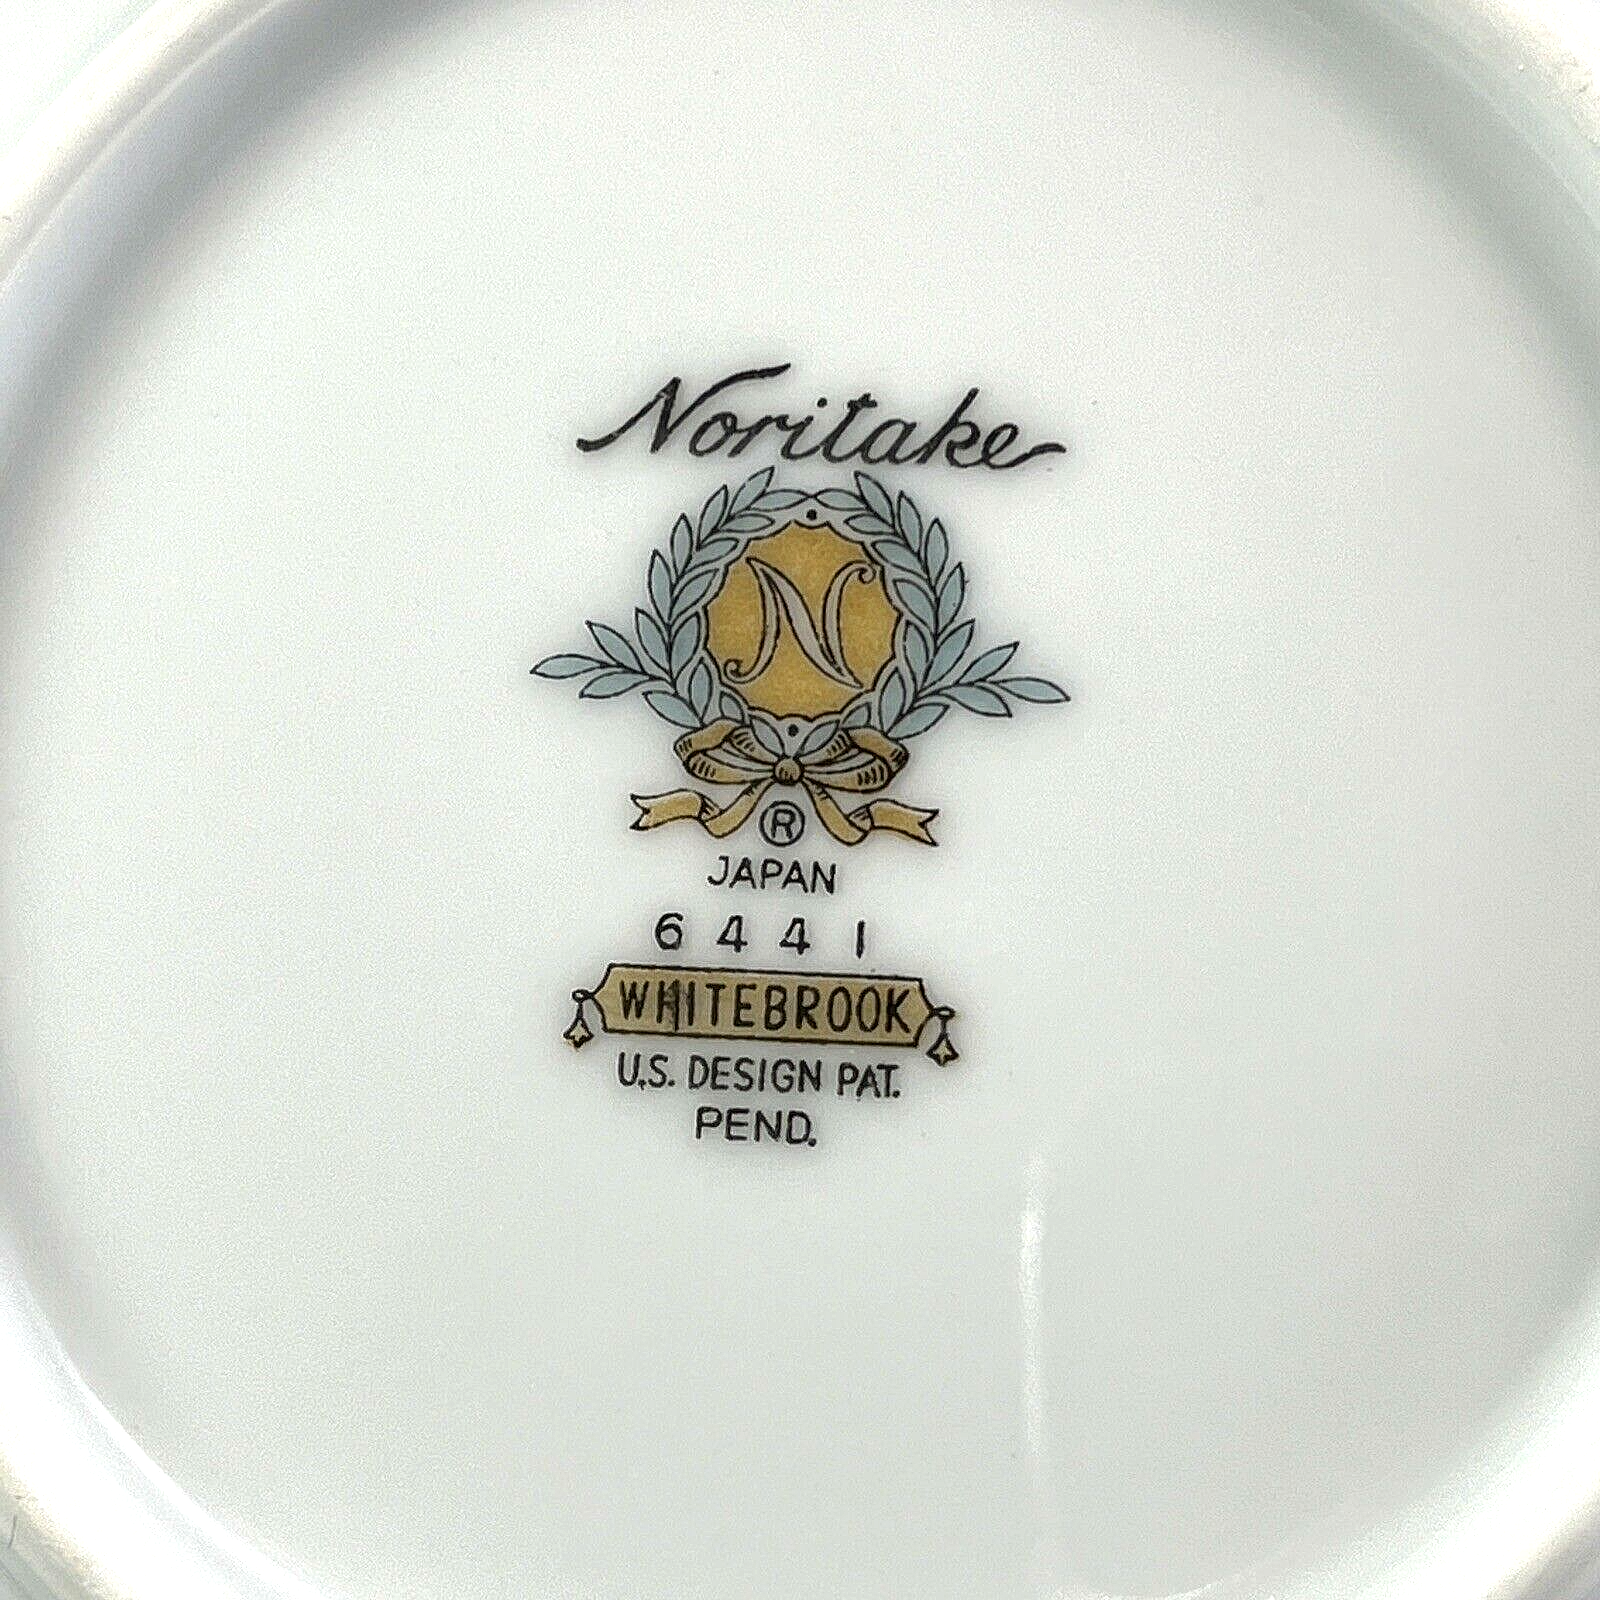 Noritake
N
®
JAPAN
6441
WHITEBROOK
U.S. DESIGN PAT.
PEND.